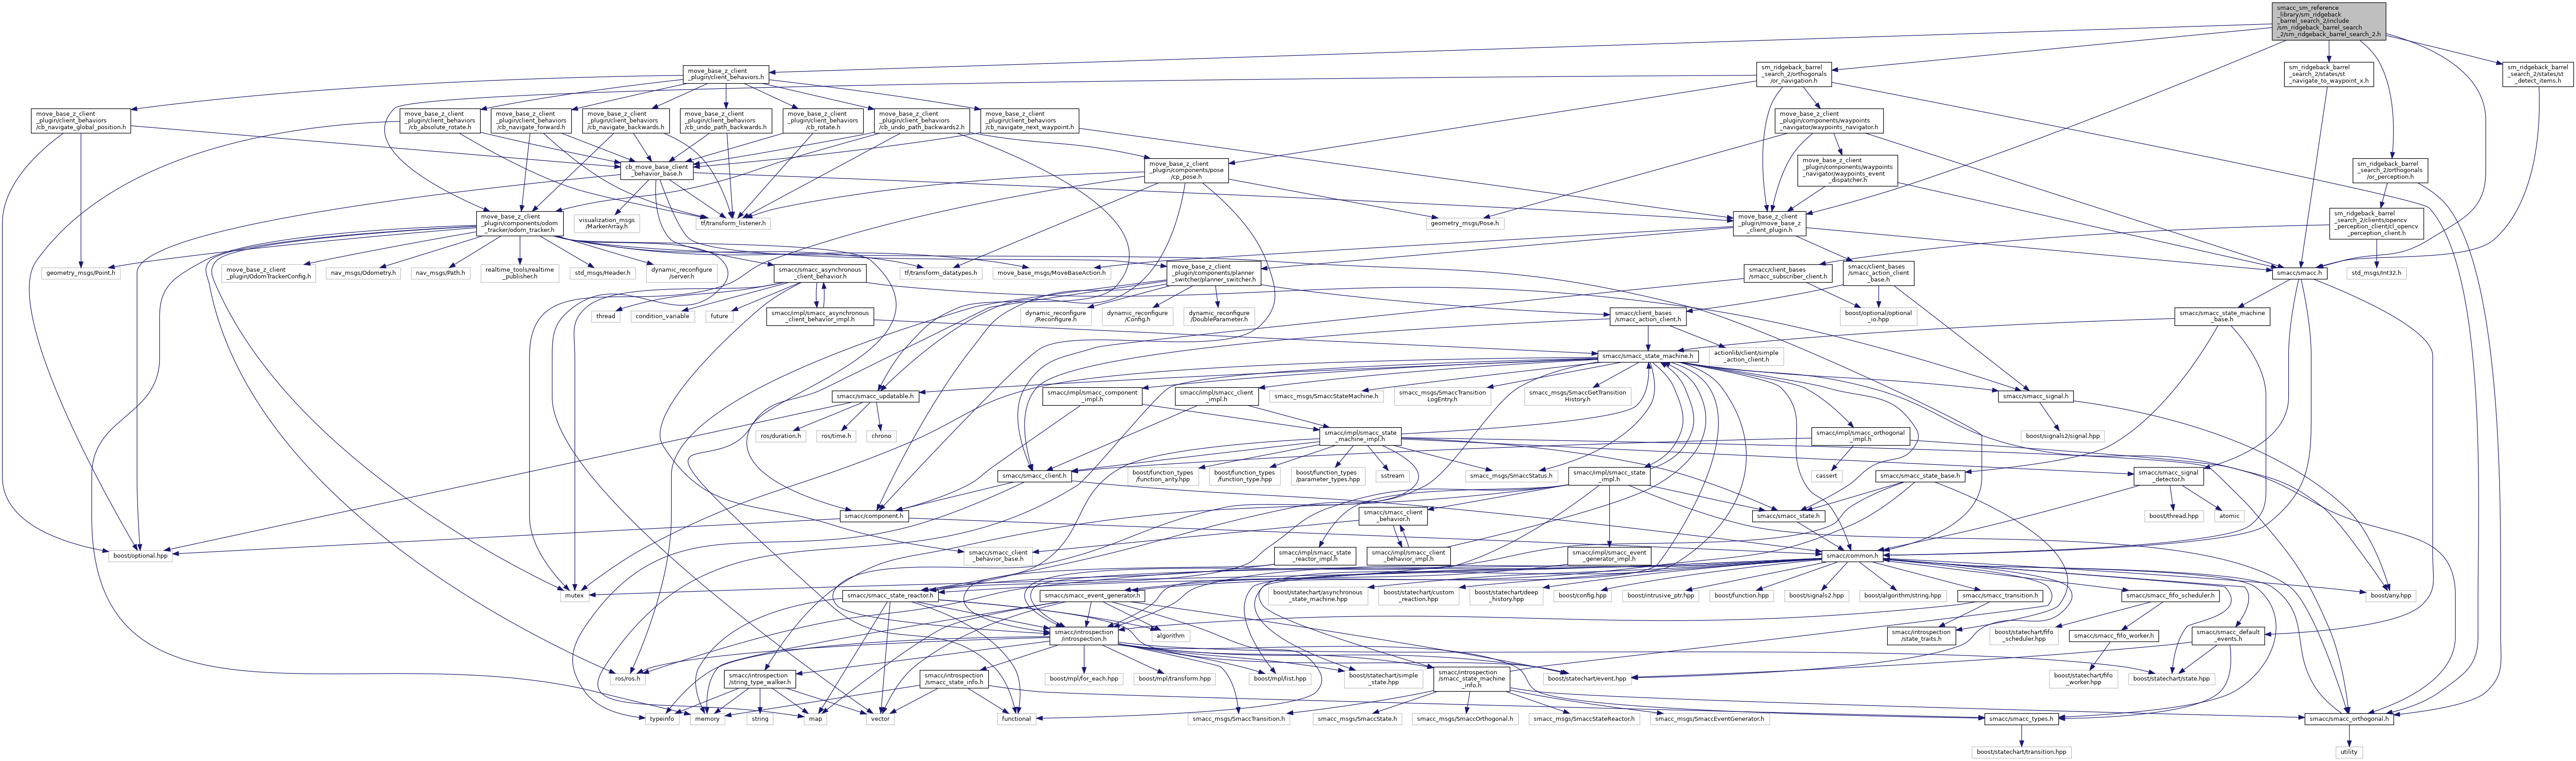 smacc_sm_reference
_library/sm_ridgeback
_barrel_search_2/include
/sm_ridgeback_barrel_search
_2/sm_ridgeback_barrel_search_2.h
move_base_z_client
_plugin/client_behaviors.h
sm_ridgeback_barrel
_search_2/orthogonals
/or_navigation.h
sm_ridgeback_barrel
_search_2/states/st
_navigate_to_waypoint_x.h
sm_ridgeback_barrel
_search_2/states/st
_detect_items.h
move_base_z_client
_plugin/client_behaviors
/cb_navigate_global_position.h
move_base_z_client
_plugin/client_behaviors
/cb_absolute_rotate.h
move_base_z_client
_plugin/client_behaviors
/cb_navigate_forward.h
move_base_z_client
_plugin/client_behaviors
/cb_navigate_backwards.h
move_base_z_client
_plugin/client_behaviors
/cb_undo_path_backwards.h
move_base_z_client
_plugin/client_behaviors
/cb_rotate.h
move_base_z_client
_plugin/client_behaviors
/cb_undo_path_backwards2.h
move_base_z_client
_plugin/client_behaviors
/cb_navigate_next_waypoint.h
move_base_z_client
_plugin/components/waypoints
_navigator/waypoints_navigator.h
cb_move_base_client
_behavior_base.h
move_base_z_client
_plugin/components/pose
/cp_pose.h
move_base_z_client
_plugin/components/waypoints
_navigator/waypoints_event
_dispatcher.h
sm_ridgeback_barrel
_search_2/orthogonals
/or_perception.h
move_base_z_client
_plugin/components/odom
_tracker/odom_tracker.h
visualization_msgs
/MarkerArray.h
tf/transform_listener.h
geometry_msgs/Pose.h
move_base_z_client
_plugin/move_base_z
_client_plugin.h
sm_ridgeback_barrel
_search_2/clients/opencv
_perception_client/cl_opencv
_perception_client.h
geometry_msgs/Point.h
move_base_z_client
_plugin/OdomTrackerConfig.h
nav_msgs/Odometry.h
nav_msgs/Path.h
realtime_tools/realtime
_publisher.h
std_msgs/Header.h
dynamic_reconfigure
/server.h
smacc/smacc_asynchronous
_client_behavior.h
tf/transform_datatypes.h
move_base_msgs/MoveBaseAction.h
move_base_z_client
_plugin/components/planner
_switcher/planner_switcher.h
smacc/client_bases
/smacc_subscriber_client.h
smacc/client_bases
/smacc_action_client
_base.h
smacc/smacc.h
std_msgs/Int32.h
thread
condition_variable
future
smacc/impl/smacc_asynchronous
_client_behavior_impl.h
dynamic_reconfigure
/Reconfigure.h
dynamic_reconfigure
/Config.h
dynamic_reconfigure
/DoubleParameter.h
smacc/client_bases
/smacc_action_client.h
boost/optional/optional
_io.hpp
smacc/smacc_state_machine
_base.h
smacc/smacc_state_machine.h
actionlib/client/simple
_action_client.h
smacc/smacc_updatable.h
smacc/impl/smacc_component
_impl.h
smacc/impl/smacc_client
_impl.h
smacc_msgs/SmaccStateMachine.h
smacc_msgs/SmaccTransition
LogEntry.h
smacc_msgs/SmaccGetTransition
History.h
smacc/smacc_signal.h
ros/duration.h
ros/time.h
chrono
smacc/impl/smacc_state
_machine_impl.h
smacc/impl/smacc_orthogonal
_impl.h
boost/signals2/signal.hpp
smacc/smacc_client.h
boost/function_types
/function_arity.hpp
boost/function_types
/function_type.hpp
boost/function_types
/parameter_types.hpp
sstream
smacc_msgs/SmaccStatus.h
smacc/impl/smacc_state
_impl.h
cassert
smacc/smacc_state_base.h
smacc/smacc_signal
_detector.h
smacc/component.h
smacc/smacc_client
_behavior.h
smacc/smacc_state.h
boost/thread.hpp
atomic
boost/optional.hpp
smacc/smacc_client
_behavior_base.h
smacc/impl/smacc_state
_reactor_impl.h
smacc/impl/smacc_client
_behavior_impl.h
smacc/impl/smacc_event
_generator_impl.h
smacc/common.h
mutex
smacc/smacc_state_reactor.h
smacc/smacc_event_generator.h
boost/statechart/asynchronous
_state_machine.hpp
boost/statechart/custom
_reaction.hpp
boost/statechart/deep
_history.hpp
boost/config.hpp
boost/intrusive_ptr.hpp
boost/function.hpp
boost/signals2.hpp
boost/algorithm/string.hpp
smacc/smacc_transition.h
smacc/smacc_fifo_scheduler.h
boost/any.hpp
smacc/introspection
/introspection.h
algorithm
smacc/introspection
/state_traits.h
boost/statechart/fifo
_scheduler.hpp
smacc/smacc_fifo_worker.h
smacc/smacc_default
_events.h
ros/ros.h
smacc/introspection
/string_type_walker.h
smacc/introspection
/smacc_state_info.h
boost/mpl/for_each.hpp
boost/mpl/transform.hpp
boost/mpl/list.hpp
boost/statechart/simple
_state.hpp
smacc/introspection
/smacc_state_machine
_info.h
boost/statechart/event.hpp
boost/statechart/fifo
_worker.hpp
boost/statechart/state.hpp
typeinfo
memory
string
map
vector
functional
smacc_msgs/SmaccTransition.h
smacc_msgs/SmaccState.h
smacc_msgs/SmaccOrthogonal.h
smacc_msgs/SmaccStateReactor.h
smacc_msgs/SmaccEventGenerator.h
smacc/smacc_types.h
smacc/smacc_orthogonal.h
boost/statechart/transition.hpp
utility